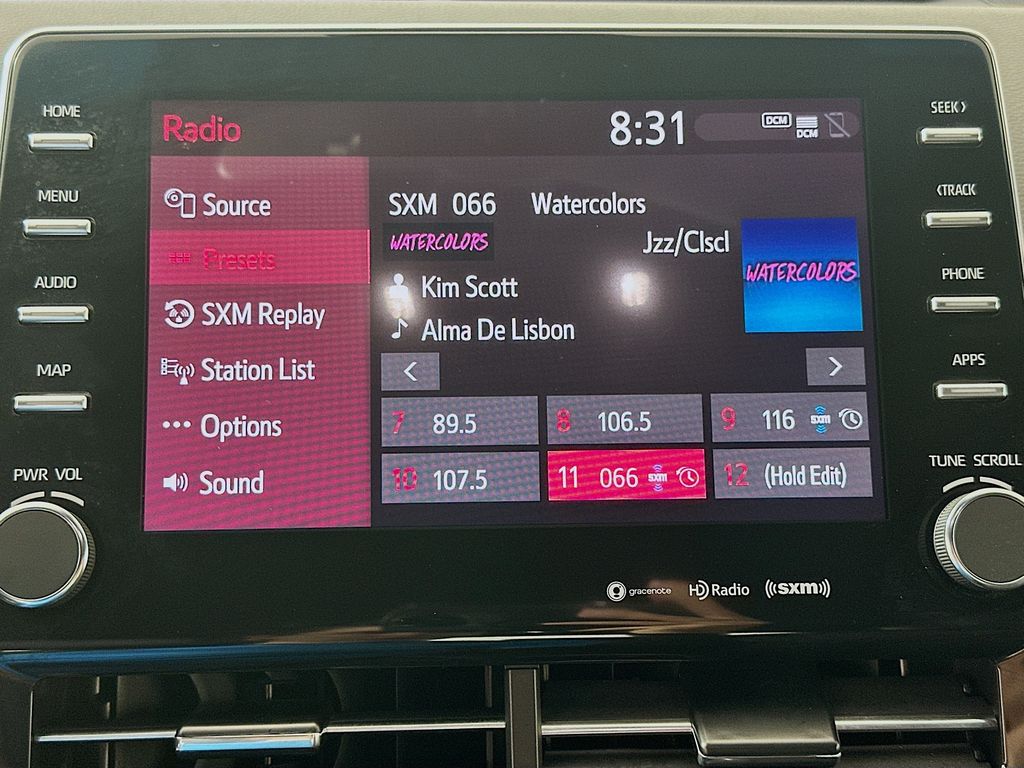 HOME
MENU
AUDIO
MAP
PWR VOL
Radio
8:31
DCM
DCM
Source
Presets
SXM Replay
Station List
Options
Sound
SXM 066 Watercolors
WATERCOLORS
Jzz/Clscl
Kim Scott
Alma De Lisbon
WATERCOLORS
< >
7 89.5
8 106.5
9 116 SXM
10 107.5
11 066 SXM
12 (Hold Edit)
SEEK >
< TRACK
PHONE
APPS
TUNE SCROLL
gracenote
HD Radio
((sxm))